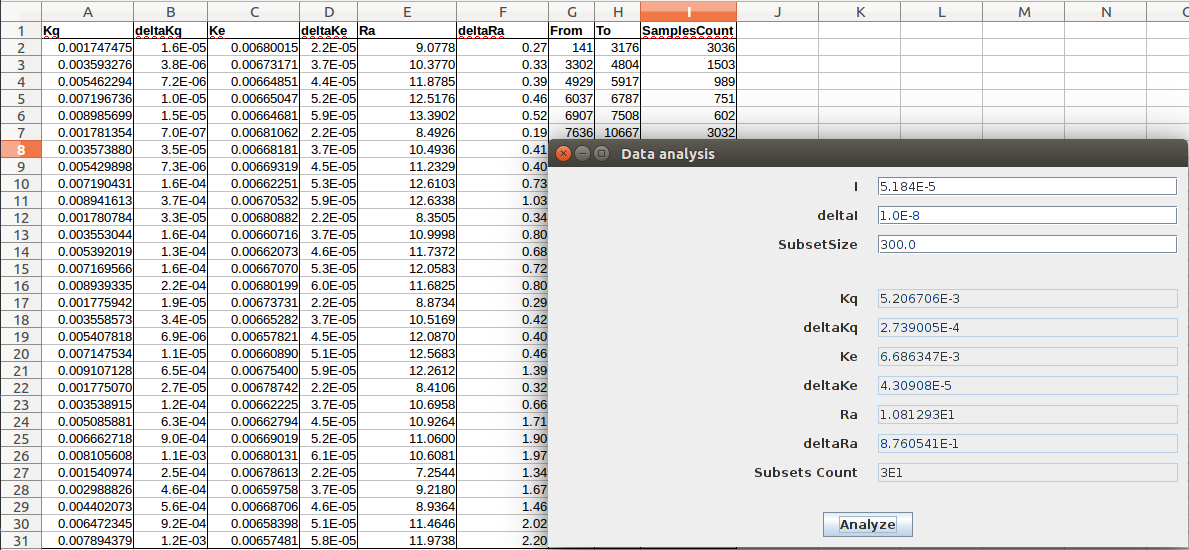 A B C D E F G H I J K L M N
1 Kq deltaKq Ke deltaKe Ra deltaRa From To SamplesCount
2 0.001747475 1.6E-05 0.00680015 2.2E-05 9.0778 0.27 141 3176 3036
3 0.003593276 3.8E-06 0.00673171 3.7E-05 10.3770 0.33 3302 4804 1503
4 0.005462294 7.2E-06 0.00664851 4.4E-05 11.8785 0.39 4929 5917 989
5 0.007196736 1.0E-05 0.00665047 5.2E-05 12.5176 0.46 6037 6787 751
6 0.008985699 1.5E-05 0.00664681 5.9E-05 13.3902 0.52 6907 7508 602
7 0.001781354 7.0E-07 0.00681062 2.2E-05 8.4926 0.19 7636 10667 3032
8 0.003573880 3.5E-05 0.00668181 3.7E-05 10.4936 0.41
9 0.005429898 7.3E-06 0.00669319 4.5E-05 11.2329 0.40
10 0.007190431 1.6E-04 0.00662251 5.3E-05 12.6103 0.73
11 0.008941613 3.7E-04 0.00670532 5.9E-05 12.6338 1.03
12 0.001780784 3.3E-05 0.00680882 2.2E-05 8.3505 0.34
13 0.003553044 1.6E-04 0.00660716 3.7E-05 10.9998 0.80
14 0.005392019 1.3E-04 0.00662073 4.6E-05 11.7372 0.68
15 0.007169566 1.6E-04 0.00667070 5.3E-05 12.0583 0.72
16 0.008939335 2.2E-04 0.00680199 6.0E-05 11.6825 0.80
17 0.001775942 1.9E-05 0.00673731 2.2E-05 8.8734 0.29
18 0.003558573 3.4E-05 0.00665282 3.7E-05 10.5169 0.42
19 0.005407818 6.9E-06 0.00657821 4.5E-05 12.0870 0.40
20 0.007147534 1.1E-05 0.00660890 5.1E-05 12.5683 0.46
21 0.009107128 6.5E-04 0.00675400 5.9E-05 12.2612 1.39
22 0.001775070 2.7E-05 0.00678742 2.2E-05 8.4106 0.32
23 0.003538915 1.2E-04 0.00662225 3.7E-05 10.6958 0.66
24 0.005085881 6.3E-04 0.00662794 4.5E-05 10.9264 1.71
25 0.006662718 9.0E-04 0.00669019 5.2E-05 11.0600 1.90
26 0.008105608 1.1E-03 0.00680131 6.1E-05 10.6081 1.97
27 0.001540974 2.5E-04 0.00678613 2.2E-05 7.2544 1.34
28 0.002988826 4.6E-04 0.00659758 3.7E-05 9.2180 1.67
29 0.004402073 5.6E-04 0.00668706 4.6E-05 8.9364 1.46
30 0.006472345 9.2E-04 0.00658398 5.1E-05 11.4646 2.02
31 0.007894379 1.2E-03 0.00657481 5.8E-05 11.9738 2.20
Data analysis
I 5.184E-5
deltaI 1.0E-8
SubsetSize 300.0
Kq 5.206706E-3
deltaKq 2.739005E-4
Ke 6.686347E-3
deltaKe 4.30908E-5
Ra 1.081293E1
deltaRa 8.760541E-1
Subsets Count 3E1
Analyze